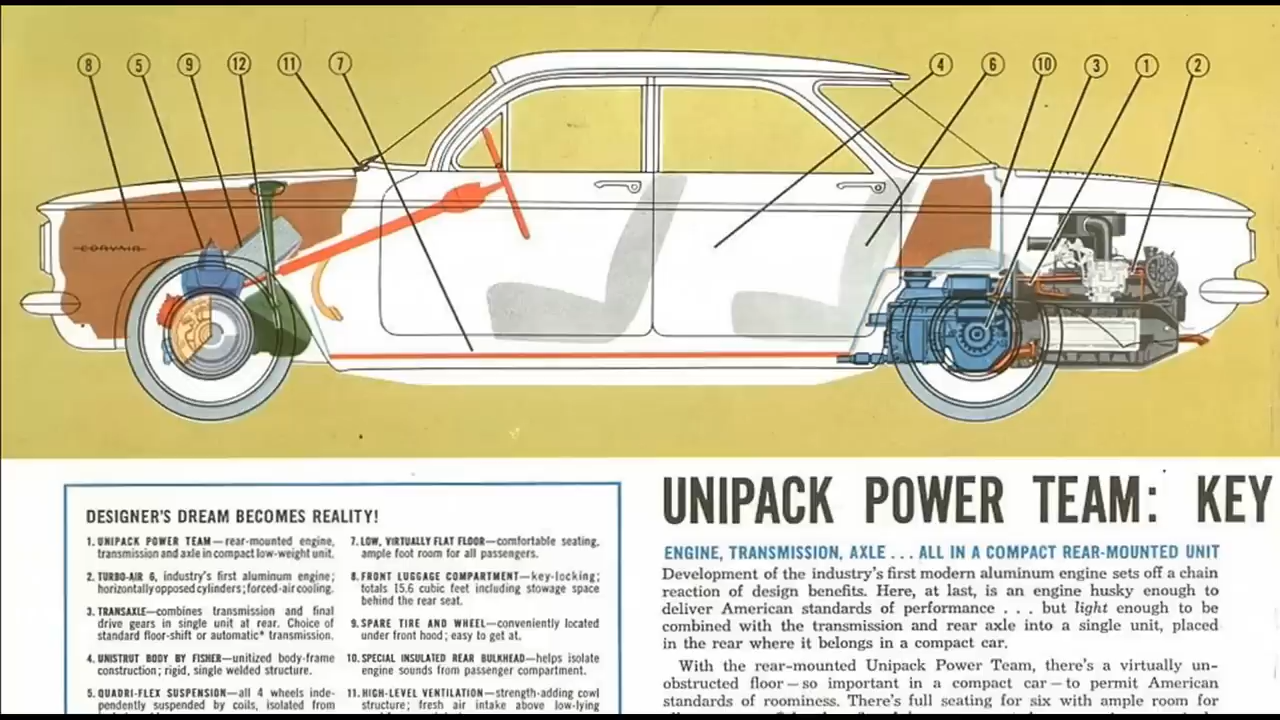 8 5 9 12 11 7 4 6 10 3 1 2
CORVAIR
DESIGNER'S DREAM BECOMES REALITY!
1. UNIPACK POWER TEAM—rear-mounted engine,
transmission and axle in compact low-weight unit.
2. TURBO-AIR 6, industry's first aluminum engine;
horizontally opposed cylinders; forced-air cooling.
3. TRANSAXLE—combines transmission and final
drive gears in single unit at rear. Choice of
standard floor-shift or automatic* transmission.
4. UNISTRUT BODY BY FISHER—unitized body-frame
construction; rigid, single welded structure.
5. QUADRI-FLEX SUSPENSION—all 4 wheels inde-
pendently suspended by coils, isolated from
7. LOW, VIRTUALLY FLAT FLOOR—comfortable seating,
ample foot room for all passengers.
8. FRONT LUGGAGE COMPARTMENT—key-locking;
totals 15.6 cubic feet including stowage space
behind the rear seat.
9. SPARE TIRE AND WHEEL—conveniently located
under front hood; easy to get at.
10. SPECIAL INSULATED REAR BULKHEAD—helps isolate
engine sounds from passenger compartment.
11. HIGH-LEVEL VENTILATION—strength-adding cowl
structure; fresh air intake above low-lying
UNIPACK POWER TEAM: KEY
ENGINE, TRANSMISSION, AXLE . . . ALL IN A COMPACT REAR-MOUNTED UNIT
Development of the industry's first modern aluminum engine sets off a chain
reaction of design benefits. Here, at last, is an engine husky enough to
deliver American standards of performance . . . but light enough to be
combined with the transmission and rear axle into a single unit, placed
in the rear where it belongs in a compact car.
With the rear-mounted Unipack Power Team, there's a virtually un-
obstructed floor—so important in a compact car—to permit American
standards of roominess. There's full seating for six with ample room for